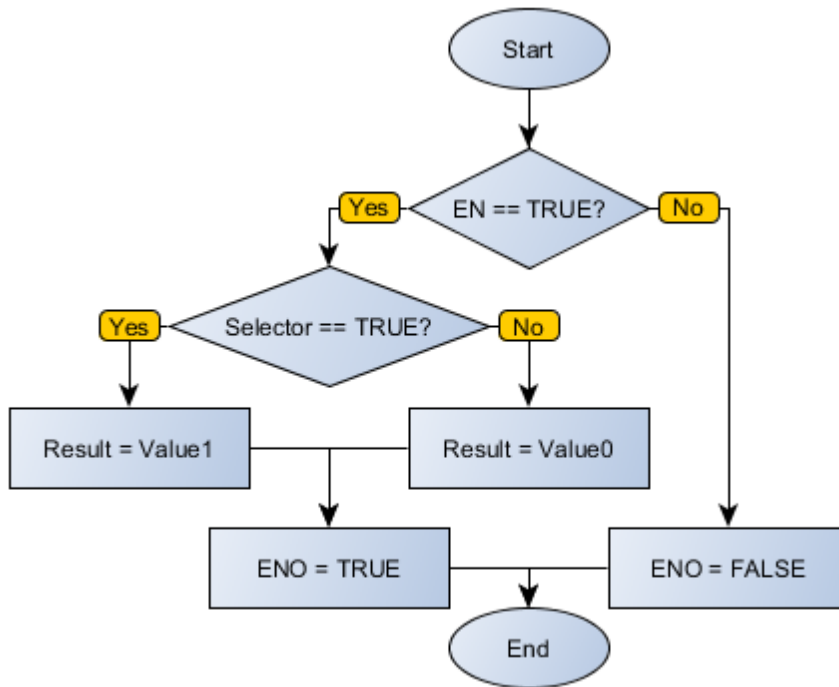 Start
EN == TRUE?
Yes
No
Selector == TRUE?
Yes
No
Result = Value1
Result = Value0
ENO = TRUE
ENO = FALSE
End